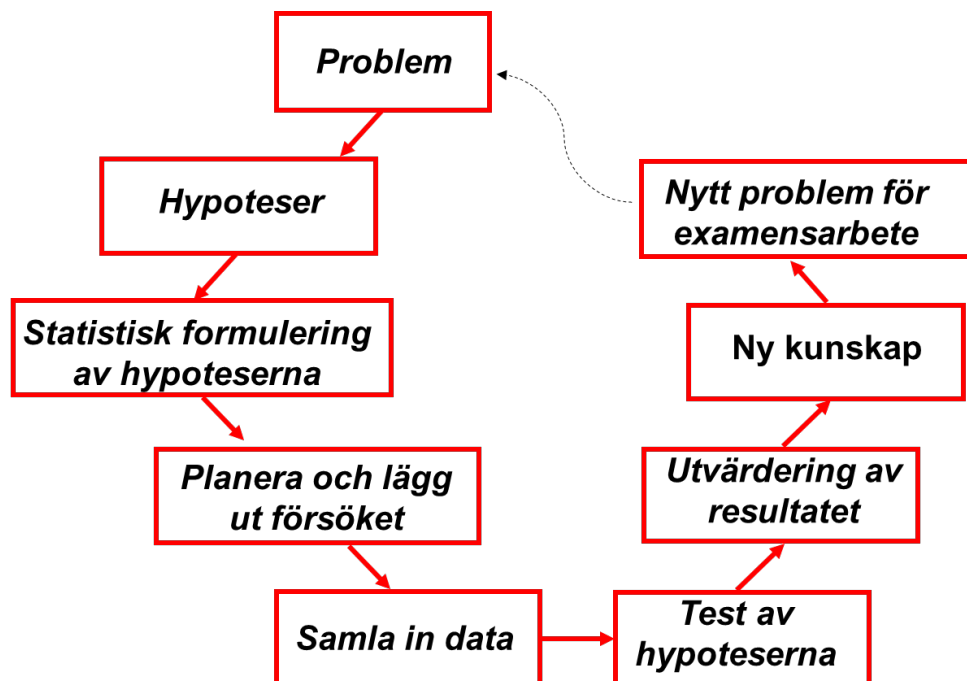 Problem
Hypoteser
Statistisk formulering
av hypoteserna
Planera och lägg
ut försöket
Samla in data
Test av
hypoteserna
Utvärdering av
resultatet
Ny kunskap
Nytt problem för
examensarbete